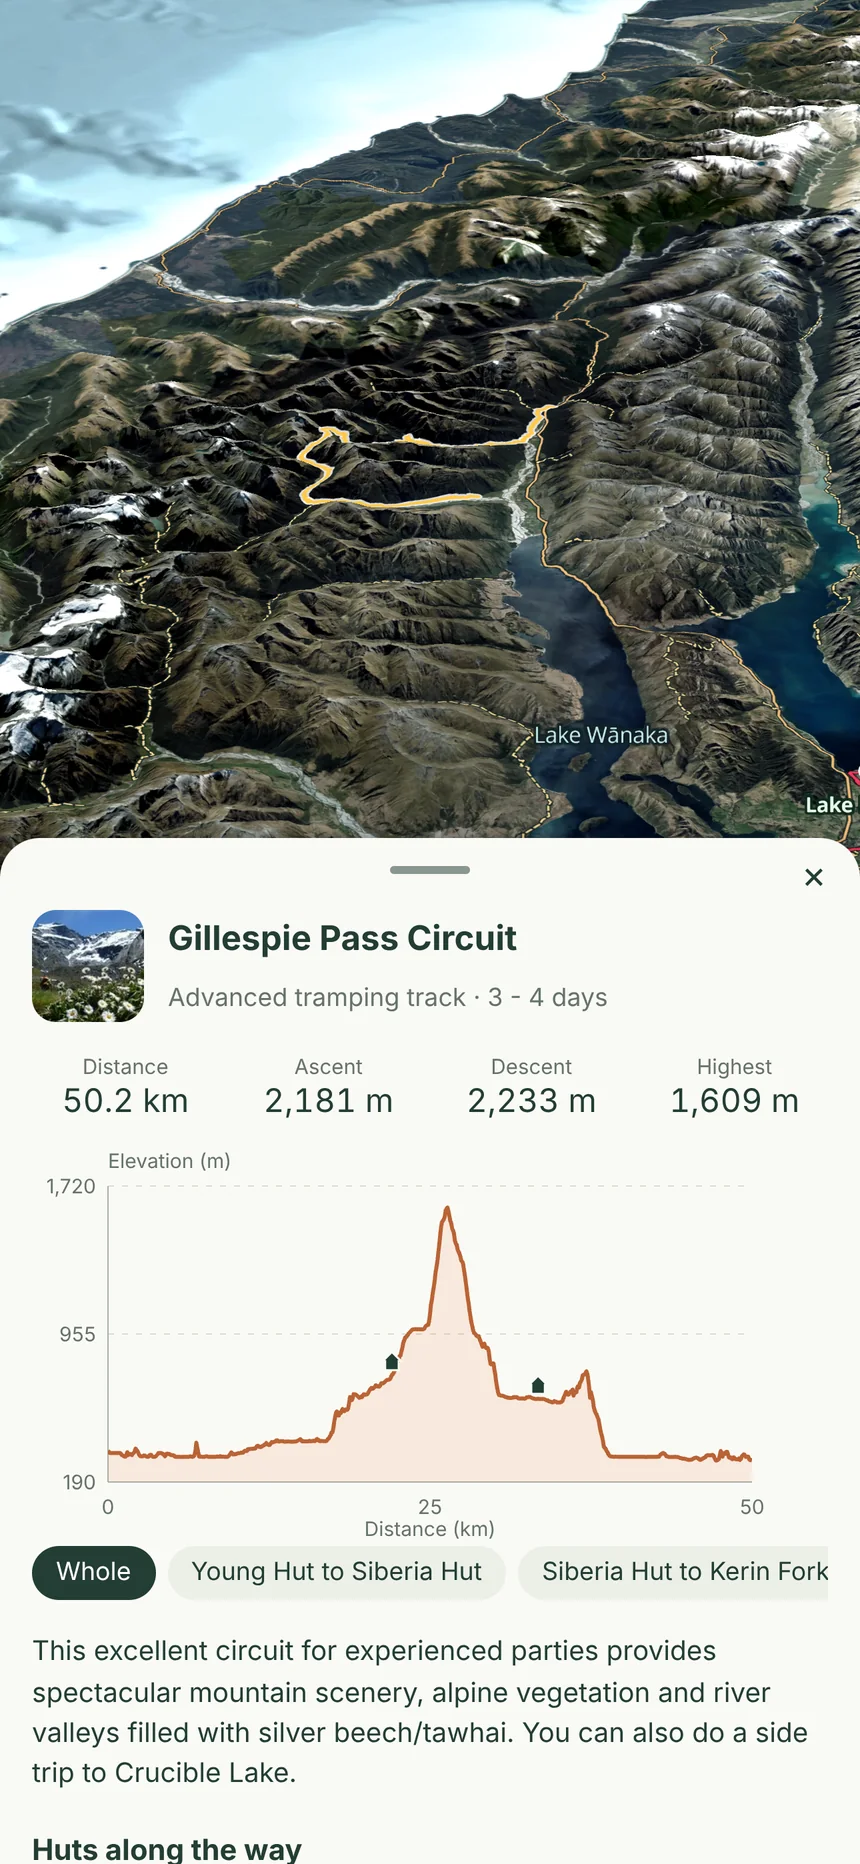 Lake Wānaka
Lake
Gillespie Pass Circuit
Advanced tramping track · 3 - 4 days
Distance Ascent Descent Highest
50.2 km 2,181 m 2,233 m 1,609 m
Elevation (m)
1,720
955
190
0 25 50
Distance (km)
Whole Young Hut to Siberia Hut Siberia Hut to Kerin Fork
This excellent circuit for experienced parties provides
spectacular mountain scenery, alpine vegetation and river
valleys filled with silver beech/tawhai. You can also do a side
trip to Crucible Lake.
Huts along the way